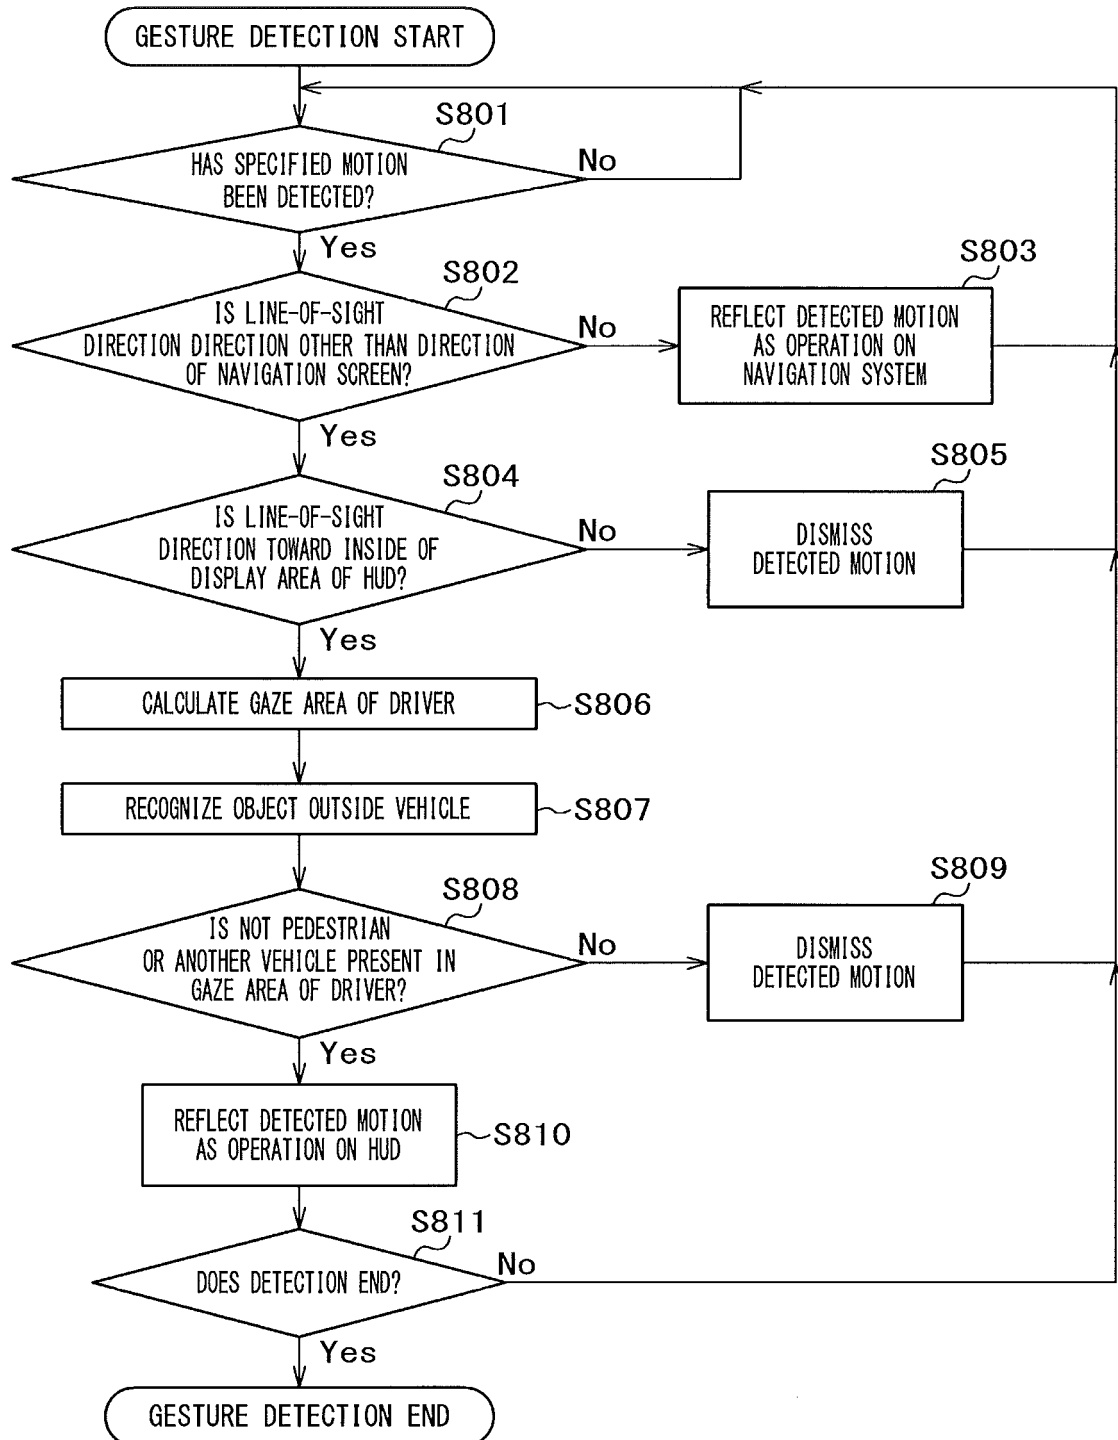 GESTURE DETECTION START
S801
HAS SPECIFIED MOTION
BEEN DETECTED?
No
Yes
S802
IS LINE-OF-SIGHT
DIRECTION DIRECTION OTHER THAN DIRECTION
OF NAVIGATION SCREEN?
No
S803
REFLECT DETECTED MOTION
AS OPERATION ON
NAVIGATION SYSTEM
Yes
S804
IS LINE-OF-SIGHT
DIRECTION TOWARD INSIDE OF
DISPLAY AREA OF HUD?
No
S805
DISMISS
DETECTED MOTION
Yes
CALCULATE GAZE AREA OF DRIVER
S806
RECOGNIZE OBJECT OUTSIDE VEHICLE
S807
S808
IS NOT PEDESTRIAN
OR ANOTHER VEHICLE PRESENT IN
GAZE AREA OF DRIVER?
No
S809
DISMISS
DETECTED MOTION
Yes
REFLECT DETECTED MOTION
AS OPERATION ON HUD
S810
S811
DOES DETECTION END?
No
Yes
GESTURE DETECTION END